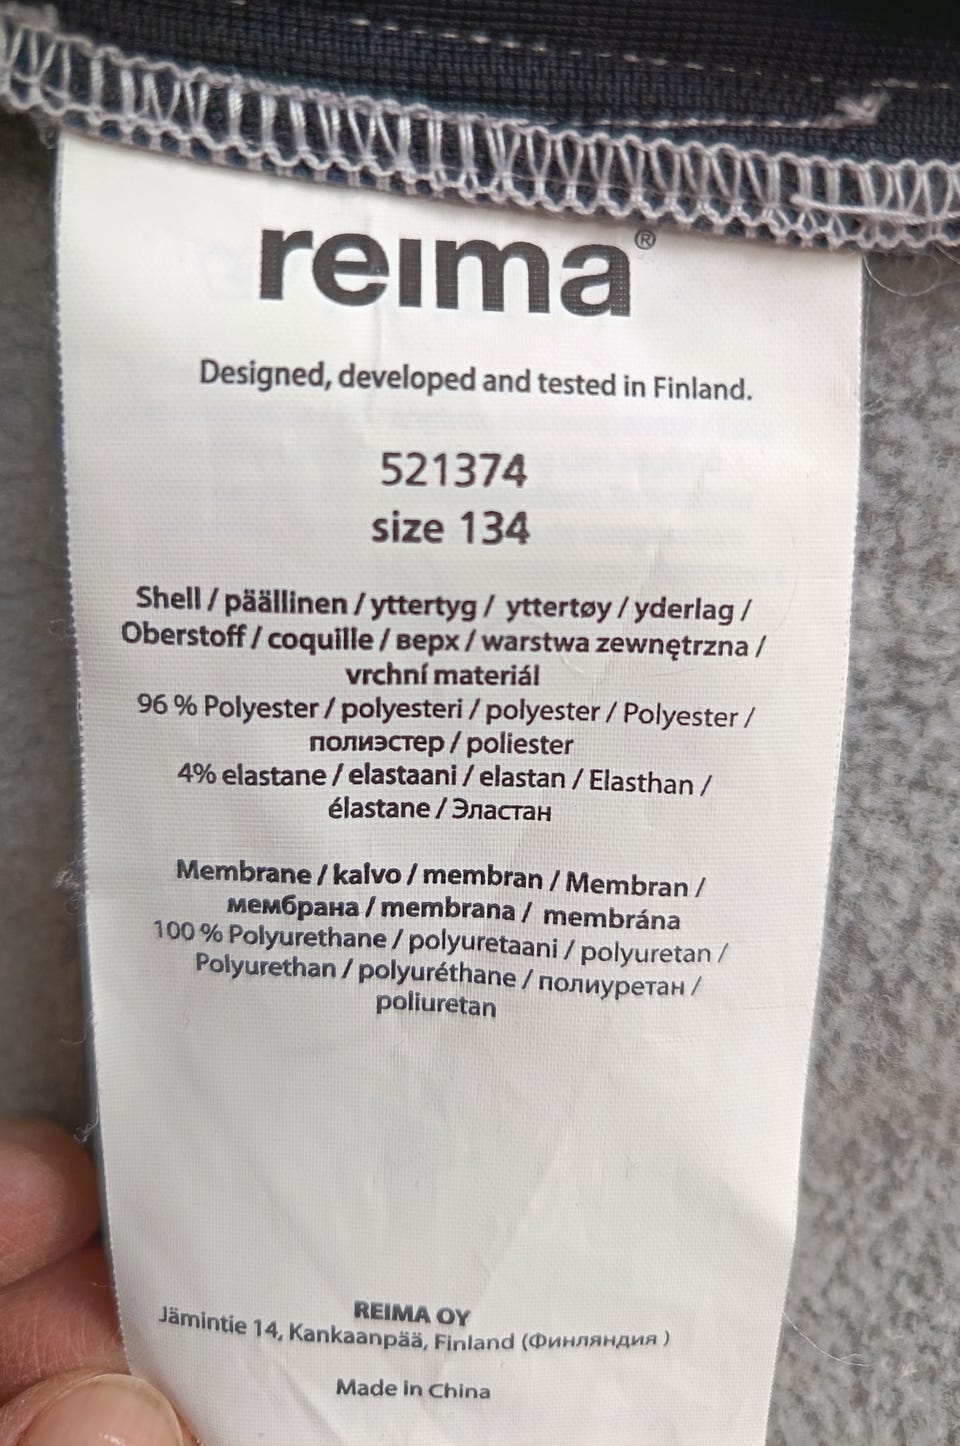 reima®
Designed, developed and tested in Finland.
521374
size 134
Shell / päällinen / yttertyg / yttertøy / yderlag /
Oberstoff / coquille / верх / warstwa zewnętrzna /
vrchní materiál
96 % Polyester / polyesteri / polyester / Polyester /
полиэстер / poliester
4% elastane / elastaani / elastan / Elasthan /
élastane / Эластан
Membrane / kalvo / membran / Membran /
мембрана / membrana / membrána
100 % Polyurethane / polyuretaani / polyuretan /
Polyurethan / polyuréthane / полиуретан /
poliuretan
REIMA OY
Jämintie 14, Kankaanpää, Finland (Финляндия )
Made in China